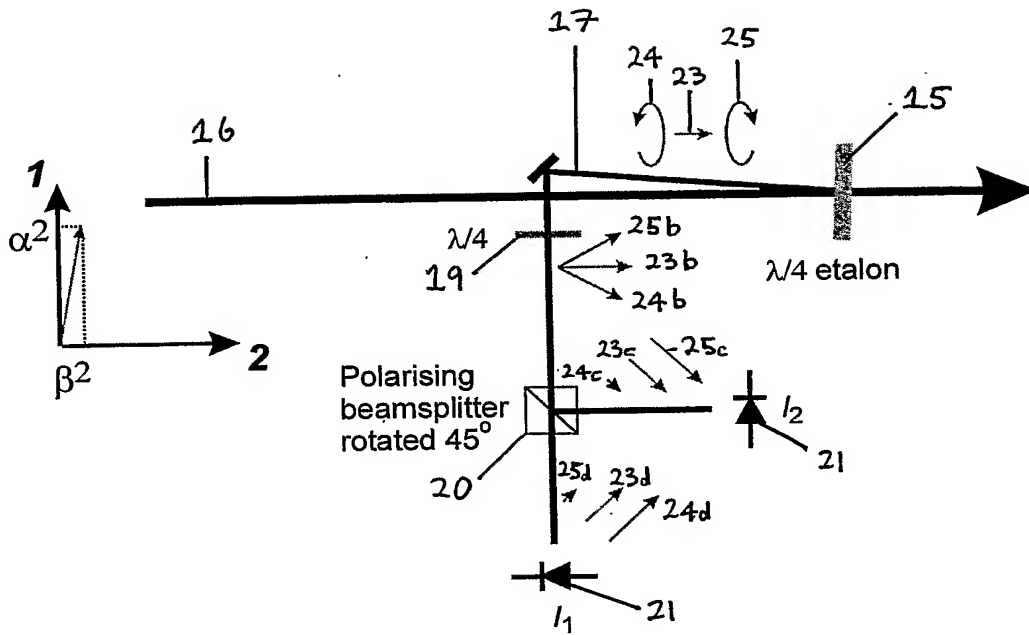 17
24
23
25
15
16
1
α2
β2
2
λ/4
19
25b
23b
24b
λ/4 etalon
Polarising
beamsplitter
rotated 45°
20
24c
23c
25c
I2
21
25d
23d
24d
I1
21